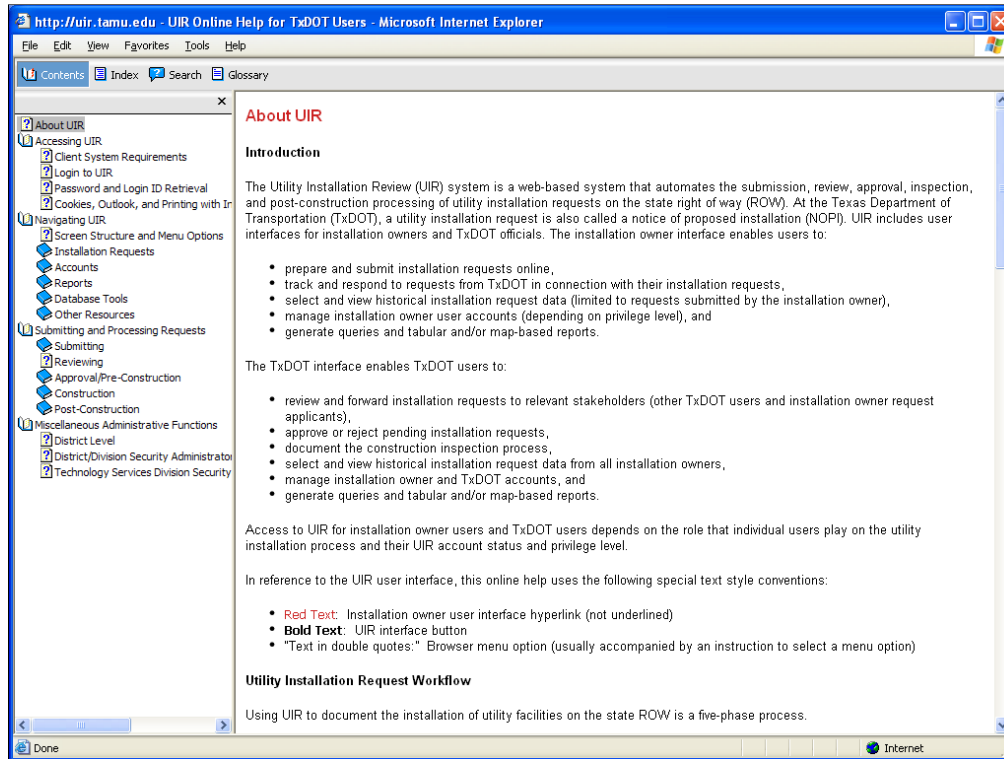 http://uir.tamu.edu - UIR Online Help for TxDOT Users - Microsoft Internet Explorer
File Edit View Favorites Tools Help
Contents Index Search Glossary
About UIR
Accessing UIR
Client System Requirements
Login to UIR
Password and Login ID Retrieval
Cookies, Outlook, and Printing with Ir
Navigating UIR
Screen Structure and Menu Options
Installation Requests
Accounts
Reports
Database Tools
Other Resources
Submitting and Processing Requests
Submitting
Reviewing
Approval/Pre-Construction
Construction
Post-Construction
Miscellaneous Administrative Functions
District Level
District/Division Security Administrator
Technology Services Division Security
About UIR
Introduction
The Utility Installation Review (UIR) system is a web-based system that automates the submission, review, approval, inspection,
and post-construction processing of utility installation requests on the state right of way (ROW). At the Texas Department of
Transportation (TxDOT), a utility installation request is also called a notice of proposed installation (NOPI). UIR includes user
interfaces for installation owners and TxDOT officials. The installation owner interface enables users to:
• prepare and submit installation requests online,
• track and respond to requests from TxDOT in connection with their installation requests,
• select and view historical installation request data (limited to requests submitted by the installation owner),
• manage installation owner user accounts (depending on privilege level), and
• generate queries and tabular and/or map-based reports.
The TxDOT interface enables TxDOT users to:
• review and forward installation requests to relevant stakeholders (other TxDOT users and installation owner request
applicants),
• approve or reject pending installation requests,
• document the construction inspection process,
• select and view historical installation request data from all installation owners,
• manage installation owner and TxDOT accounts, and
• generate queries and tabular and/or map-based reports.
Access to UIR for installation owner users and TxDOT users depends on the role that individual users play on the utility
installation process and their UIR account status and privilege level.
In reference to the UIR user interface, this online help uses the following special text style conventions:
• Red Text: Installation owner user interface hyperlink (not underlined)
• Bold Text: UIR interface button
• "Text in double quotes:" Browser menu option (usually accompanied by an instruction to select a menu option)
Utility Installation Request Workflow
Using UIR to document the installation of utility facilities on the state ROW is a five-phase process.
Done
Internet